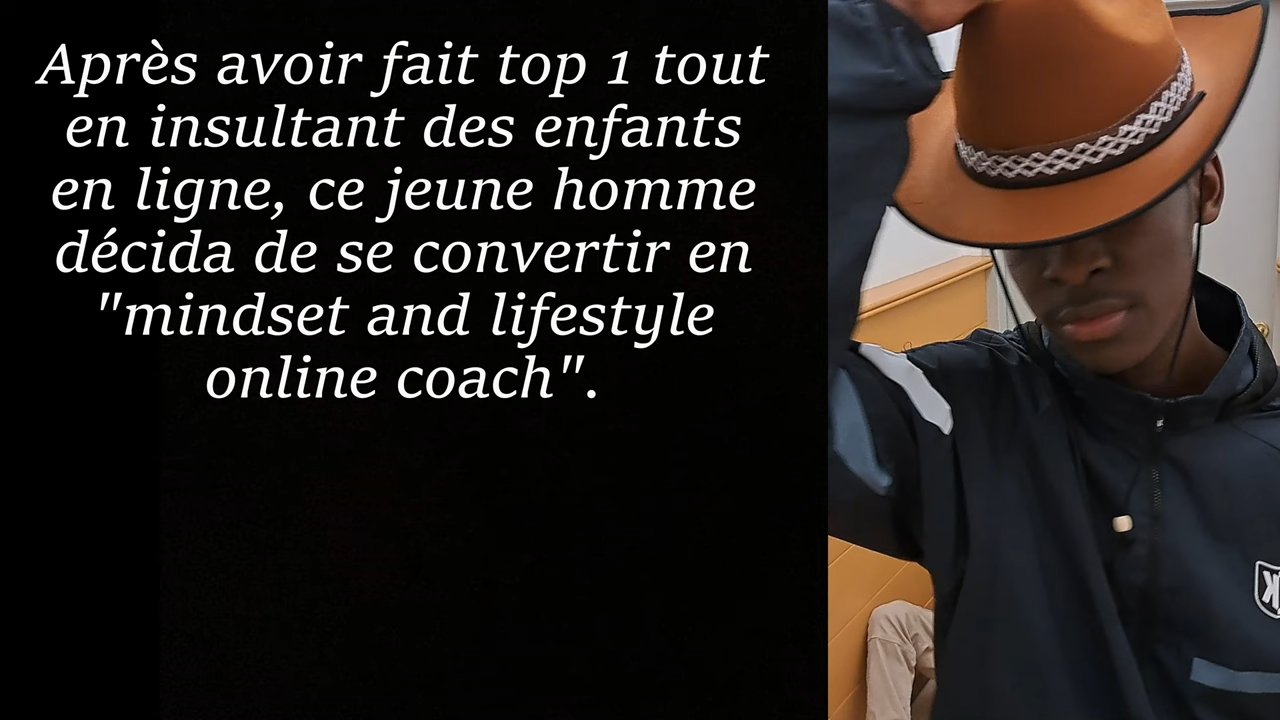 Après avoir fait top 1 tout
en insultant des enfants
en ligne, ce jeune homme
décida de se convertir en
"mindset and lifestyle
online coach".